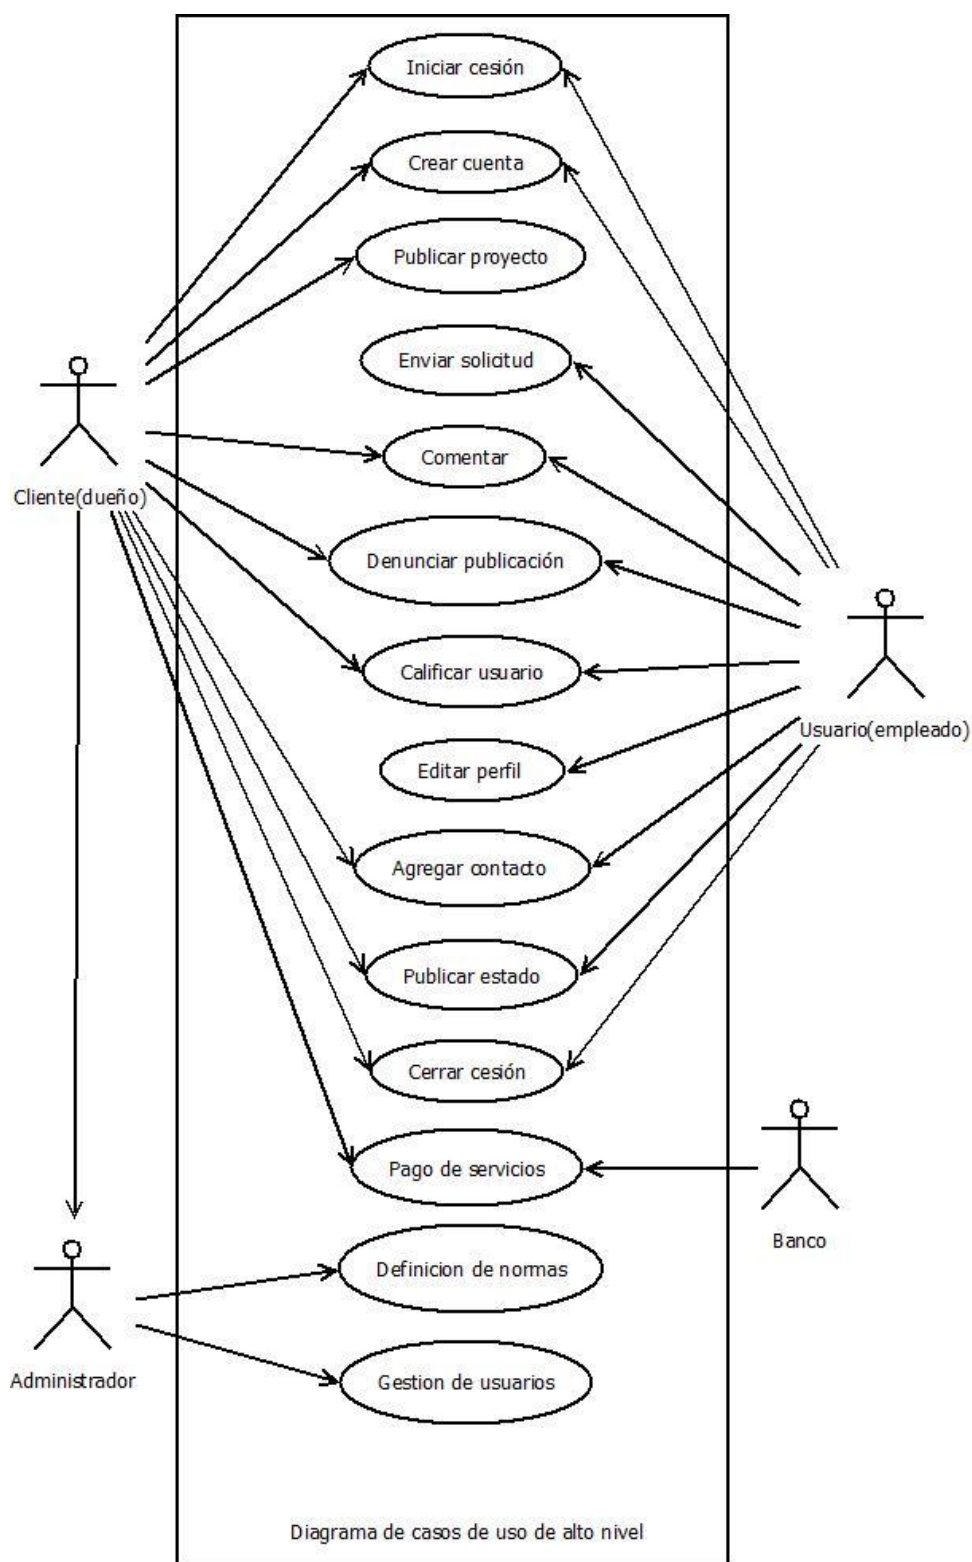 Iniciar cesión
Crear cuenta
Publicar proyecto
Enviar solicitud
Comentar
Cliente(dueño)
Denunciar publicación
Calificar usuario
Usuario(empleado)
Editar perfil
Agregar contacto
Publicar estado
Cerrar cesión
Pago de servicios
Banco
Definicion de normas
Administrador
Gestion de usuarios
Diagrama de casos de uso de alto nivel